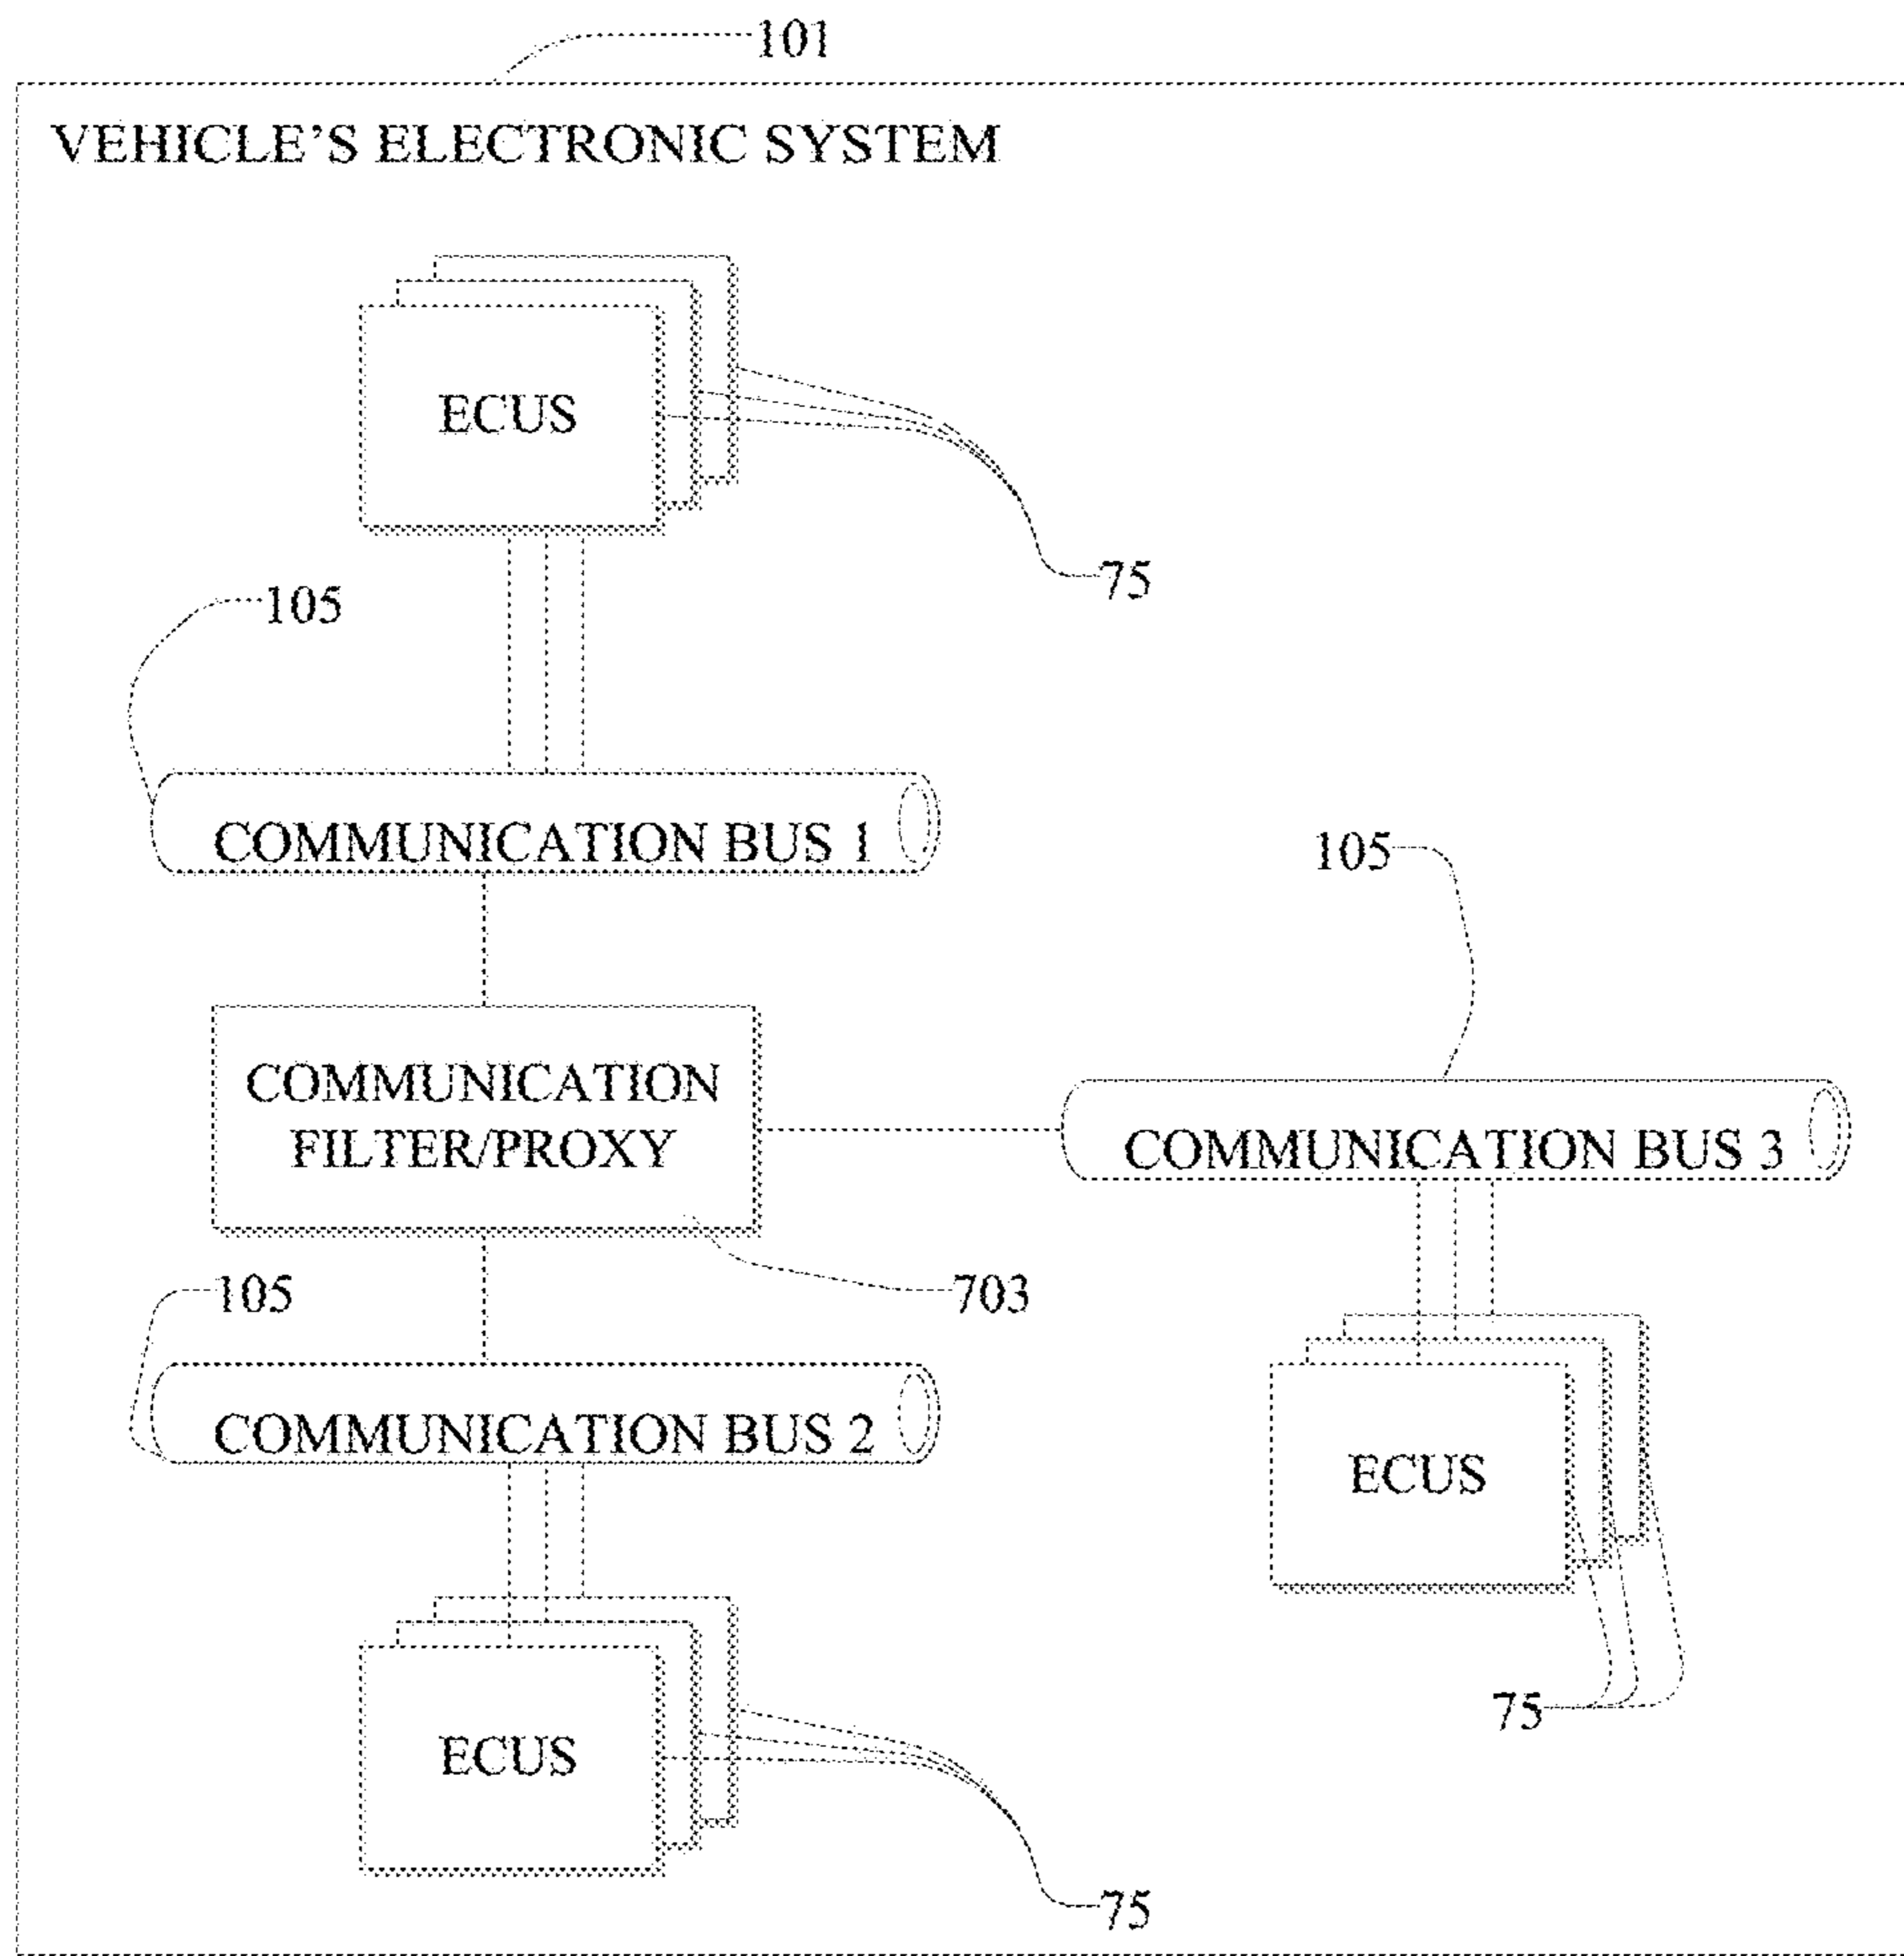 101
VEHICLE'S ELECTRONIC SYSTEM
ECUS
75
105
COMMUNICATION BUS 1
105
COMMUNICATION
FILTER/PROXY
COMMUNICATION BUS 3
703
105
COMMUNICATION BUS 2
ECUS
75
ECUS
75